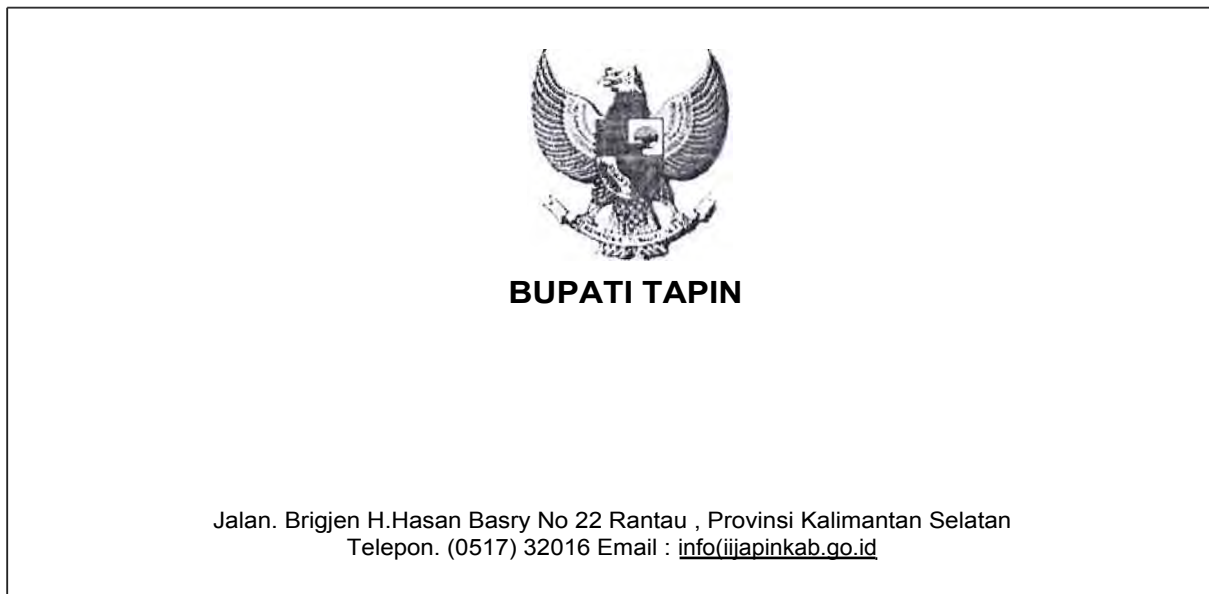 BUPATI TAPIN
Jalan. Brigjen H.Hasan Basry No 22 Rantau , Provinsi Kalimantan Selatan
Telepon. (0517) 32016 Email : info(iijapinkab.go.id